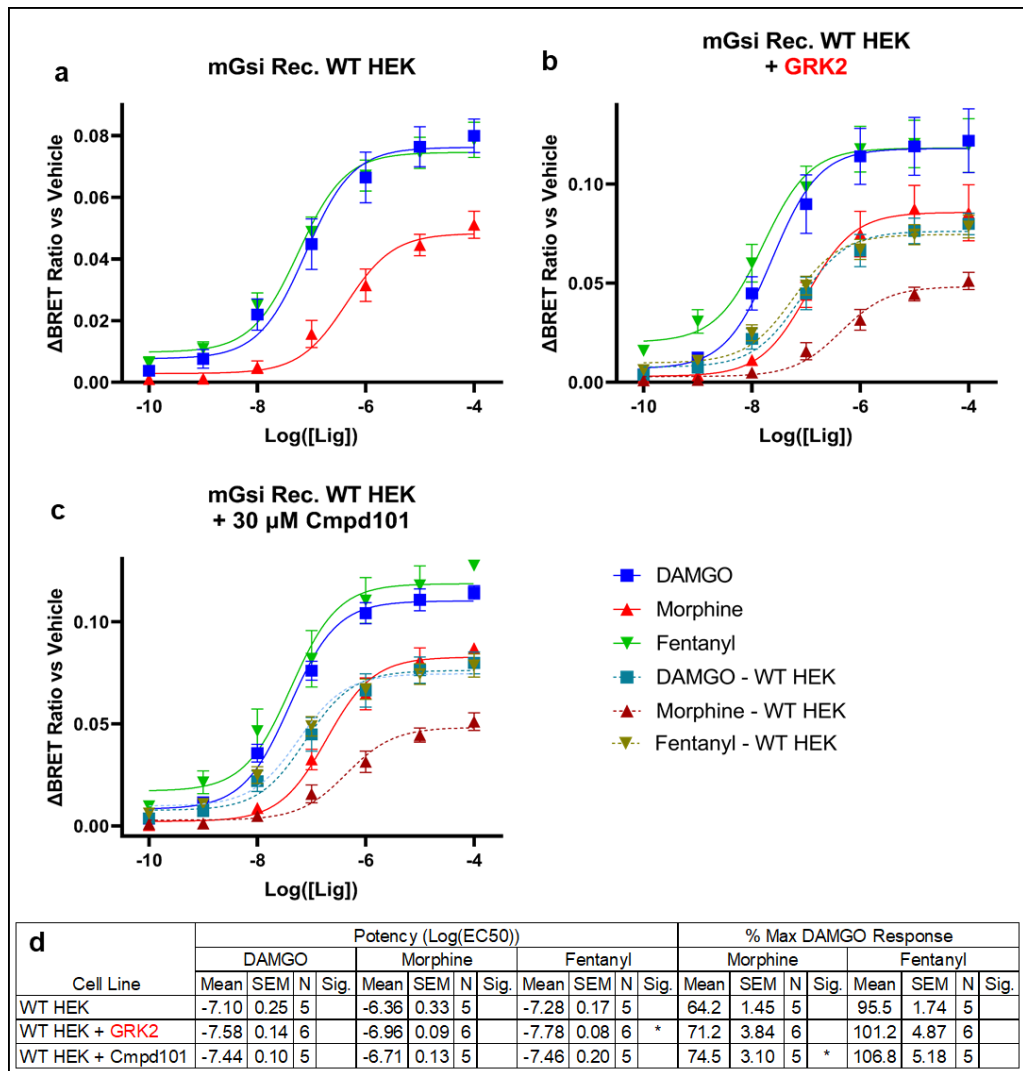 a
mGsi Rec. WT HEK
ΔBRET Ratio vs Vehicle
0.08
0.06
0.04
0.02
0.00
-10 -8 -6 -4
Log([Lig])
b
mGsi Rec. WT HEK
+ GRK2
ΔBRET Ratio vs Vehicle
0.10
0.05
0.00
-10 -8 -6 -4
Log([Lig])
c
mGsi Rec. WT HEK
+ 30 µM Cmpd101
ΔBRET Ratio vs Vehicle
0.10
0.05
0.00
-10 -8 -6 -4
Log([Lig])
DAMGO
Morphine
Fentanyl
DAMGO - WT HEK
Morphine - WT HEK
Fentanyl - WT HEK
d
Potency (Log(EC50)) % Max DAMGO Response
DAMGO Morphine Fentanyl Morphine Fentanyl
Cell Line Mean SEM N Sig. Mean SEM N Sig. Mean SEM N Sig. Mean SEM N Sig. Mean SEM N Sig.
WT HEK -7.10 0.25 5 -6.36 0.33 5 -7.28 0.17 5 64.2 1.45 5 95.5 1.74 5
WT HEK + GRK2 -7.58 0.14 6 -6.96 0.09 6 -7.78 0.08 6 * 71.2 3.84 6 101.2 4.87 6
WT HEK + Cmpd101 -7.44 0.10 5 -6.71 0.13 5 -7.46 0.20 5 74.5 3.10 5 * 106.8 5.18 5